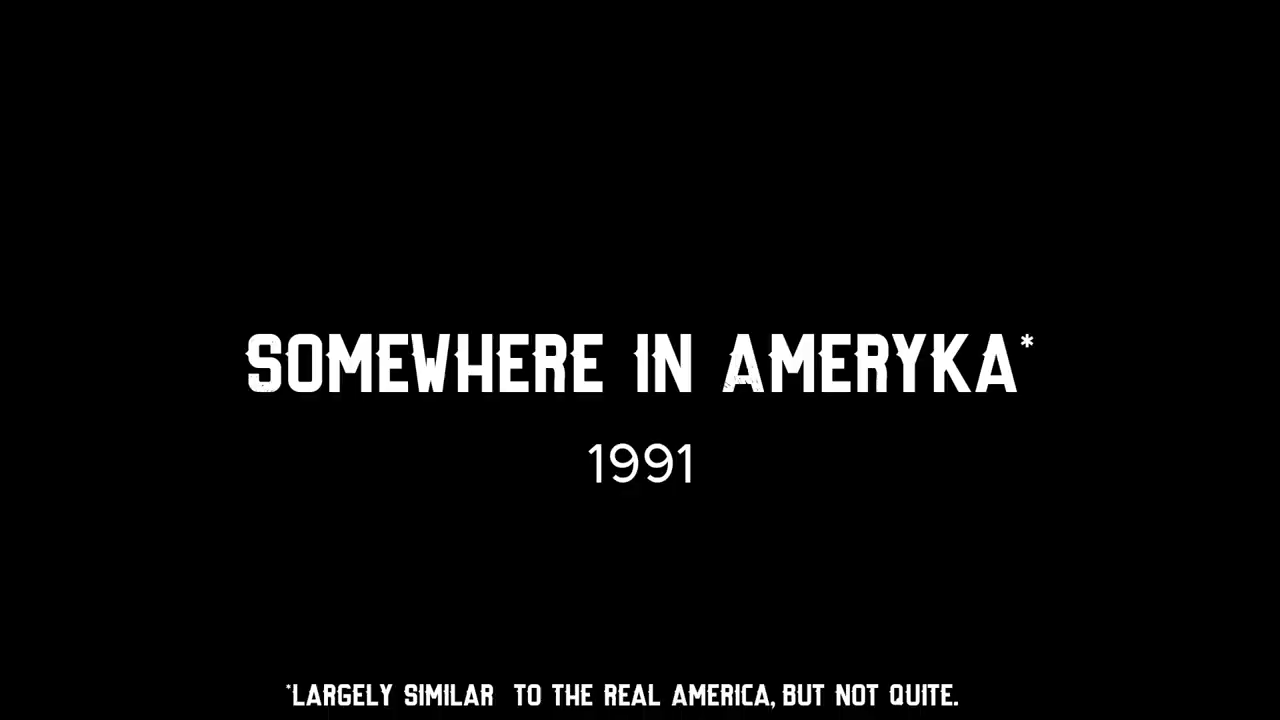 SOMEWHERE IN AMERYKA*
1991
*LARGELY SIMILAR TO THE REAL AMERICA, BUT NOT QUITE.